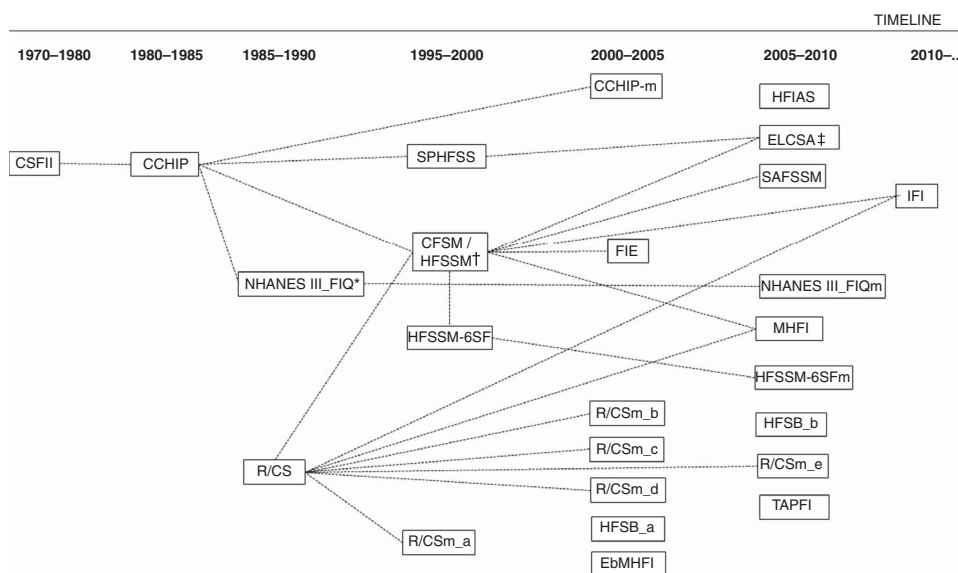 TIMELINE
1970–1980 1980–1985 1985–1990 1995–2000 2000–2005 2005–2010 2010–..
CCHIP-m
HFIAS
ELCSA‡
CSFII CCHIP SPHFSS
SAFSSM
IFI
CFSM /
HFSSM†
FIE
NHANES III_FIQ* NHANES III_FIQm
MHFI
HFSSM-6SF
HFSSM-6SFm
R/CSm_b
HFSB_b
R/CSm_c
R/CS R/CSm_e
R/CSm_d
TAPFI
HFSB_a
R/CSm_a
EbMHFI